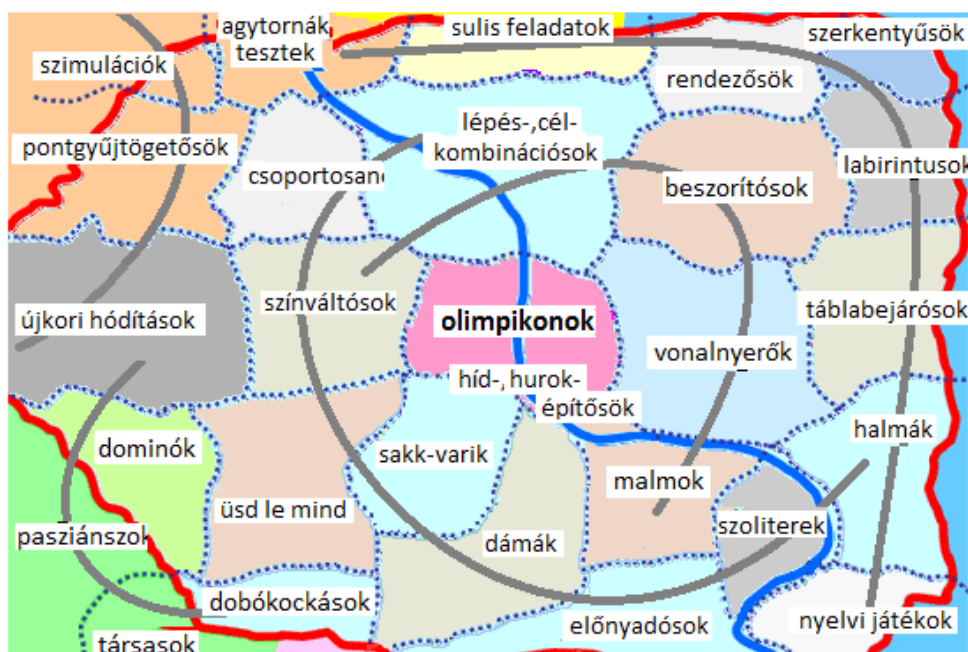 agytornák
tesztek
sulis feladatok
szerkentyűsök
szimulációk
rendezősök
pontgyűjtögetősök
lépés-,cél-
kombinációsok
csoportosand
beszorítósok
labirintusok
újkori hódítások
színváltósok
olimpikonok
vonalnyerők
táblabejárósok
híd-,hurok-
építősök
dominók
sakk-varik
halmák
üsd le mind
malmok
pasziánszok
dámák
szoliterek
dobókockások
előnyadósok
nyelvi játékok
társasok